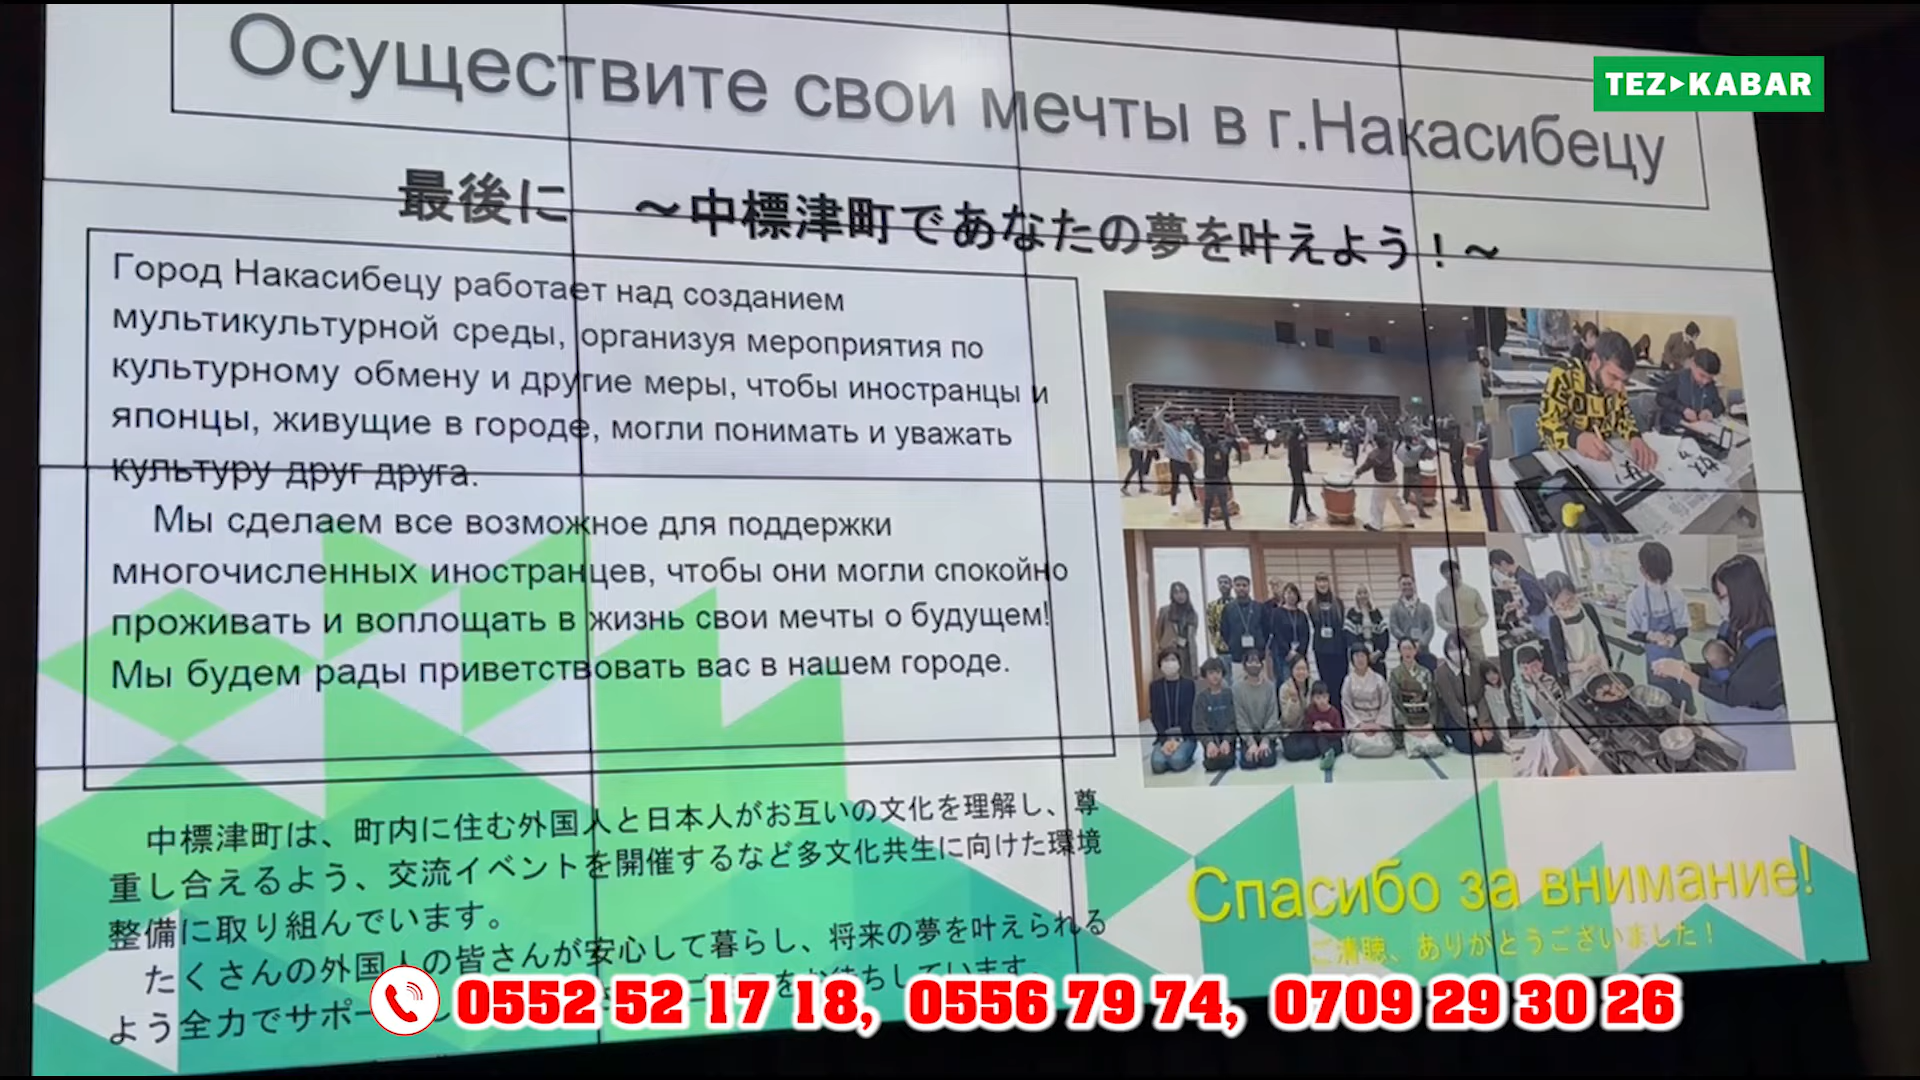 Осуществите свои мечты в г.Накасибецу
TEZ KABAR
最後に ～中標津町であなたの夢を叶えよう！～
Город Накасибецу работает над созданием
мультикультурной среды, организуя мероприятия по
культурному обмену и другие меры, чтобы иностранцы и
японцы, живущие в городе, могли понимать и уважать
культуру друг друга.
Мы сделаем все возможное для поддержки
многочисленных иностранцев, чтобы они могли спокойно
проживать и воплощать в жизнь свои мечты о будущем!
Мы будем рады приветствовать вас в нашем городе.
中標津町は、町内に住む外国人と日本人がお互いの文化を理解し、尊
重し合えるよう、交流イベントを開催するなど多文化共生に向けた環境
整備に取り組んでいます。
たくさんの外国人の皆さんが安心して暮らし、将来の夢を叶えられる
よう全力でサポー
をお待ちしています。
Спасибо за внимание!
ご清聴、ありがとうございました！
0552 52 17 18, 0556 79 74, 0709 29 30 26